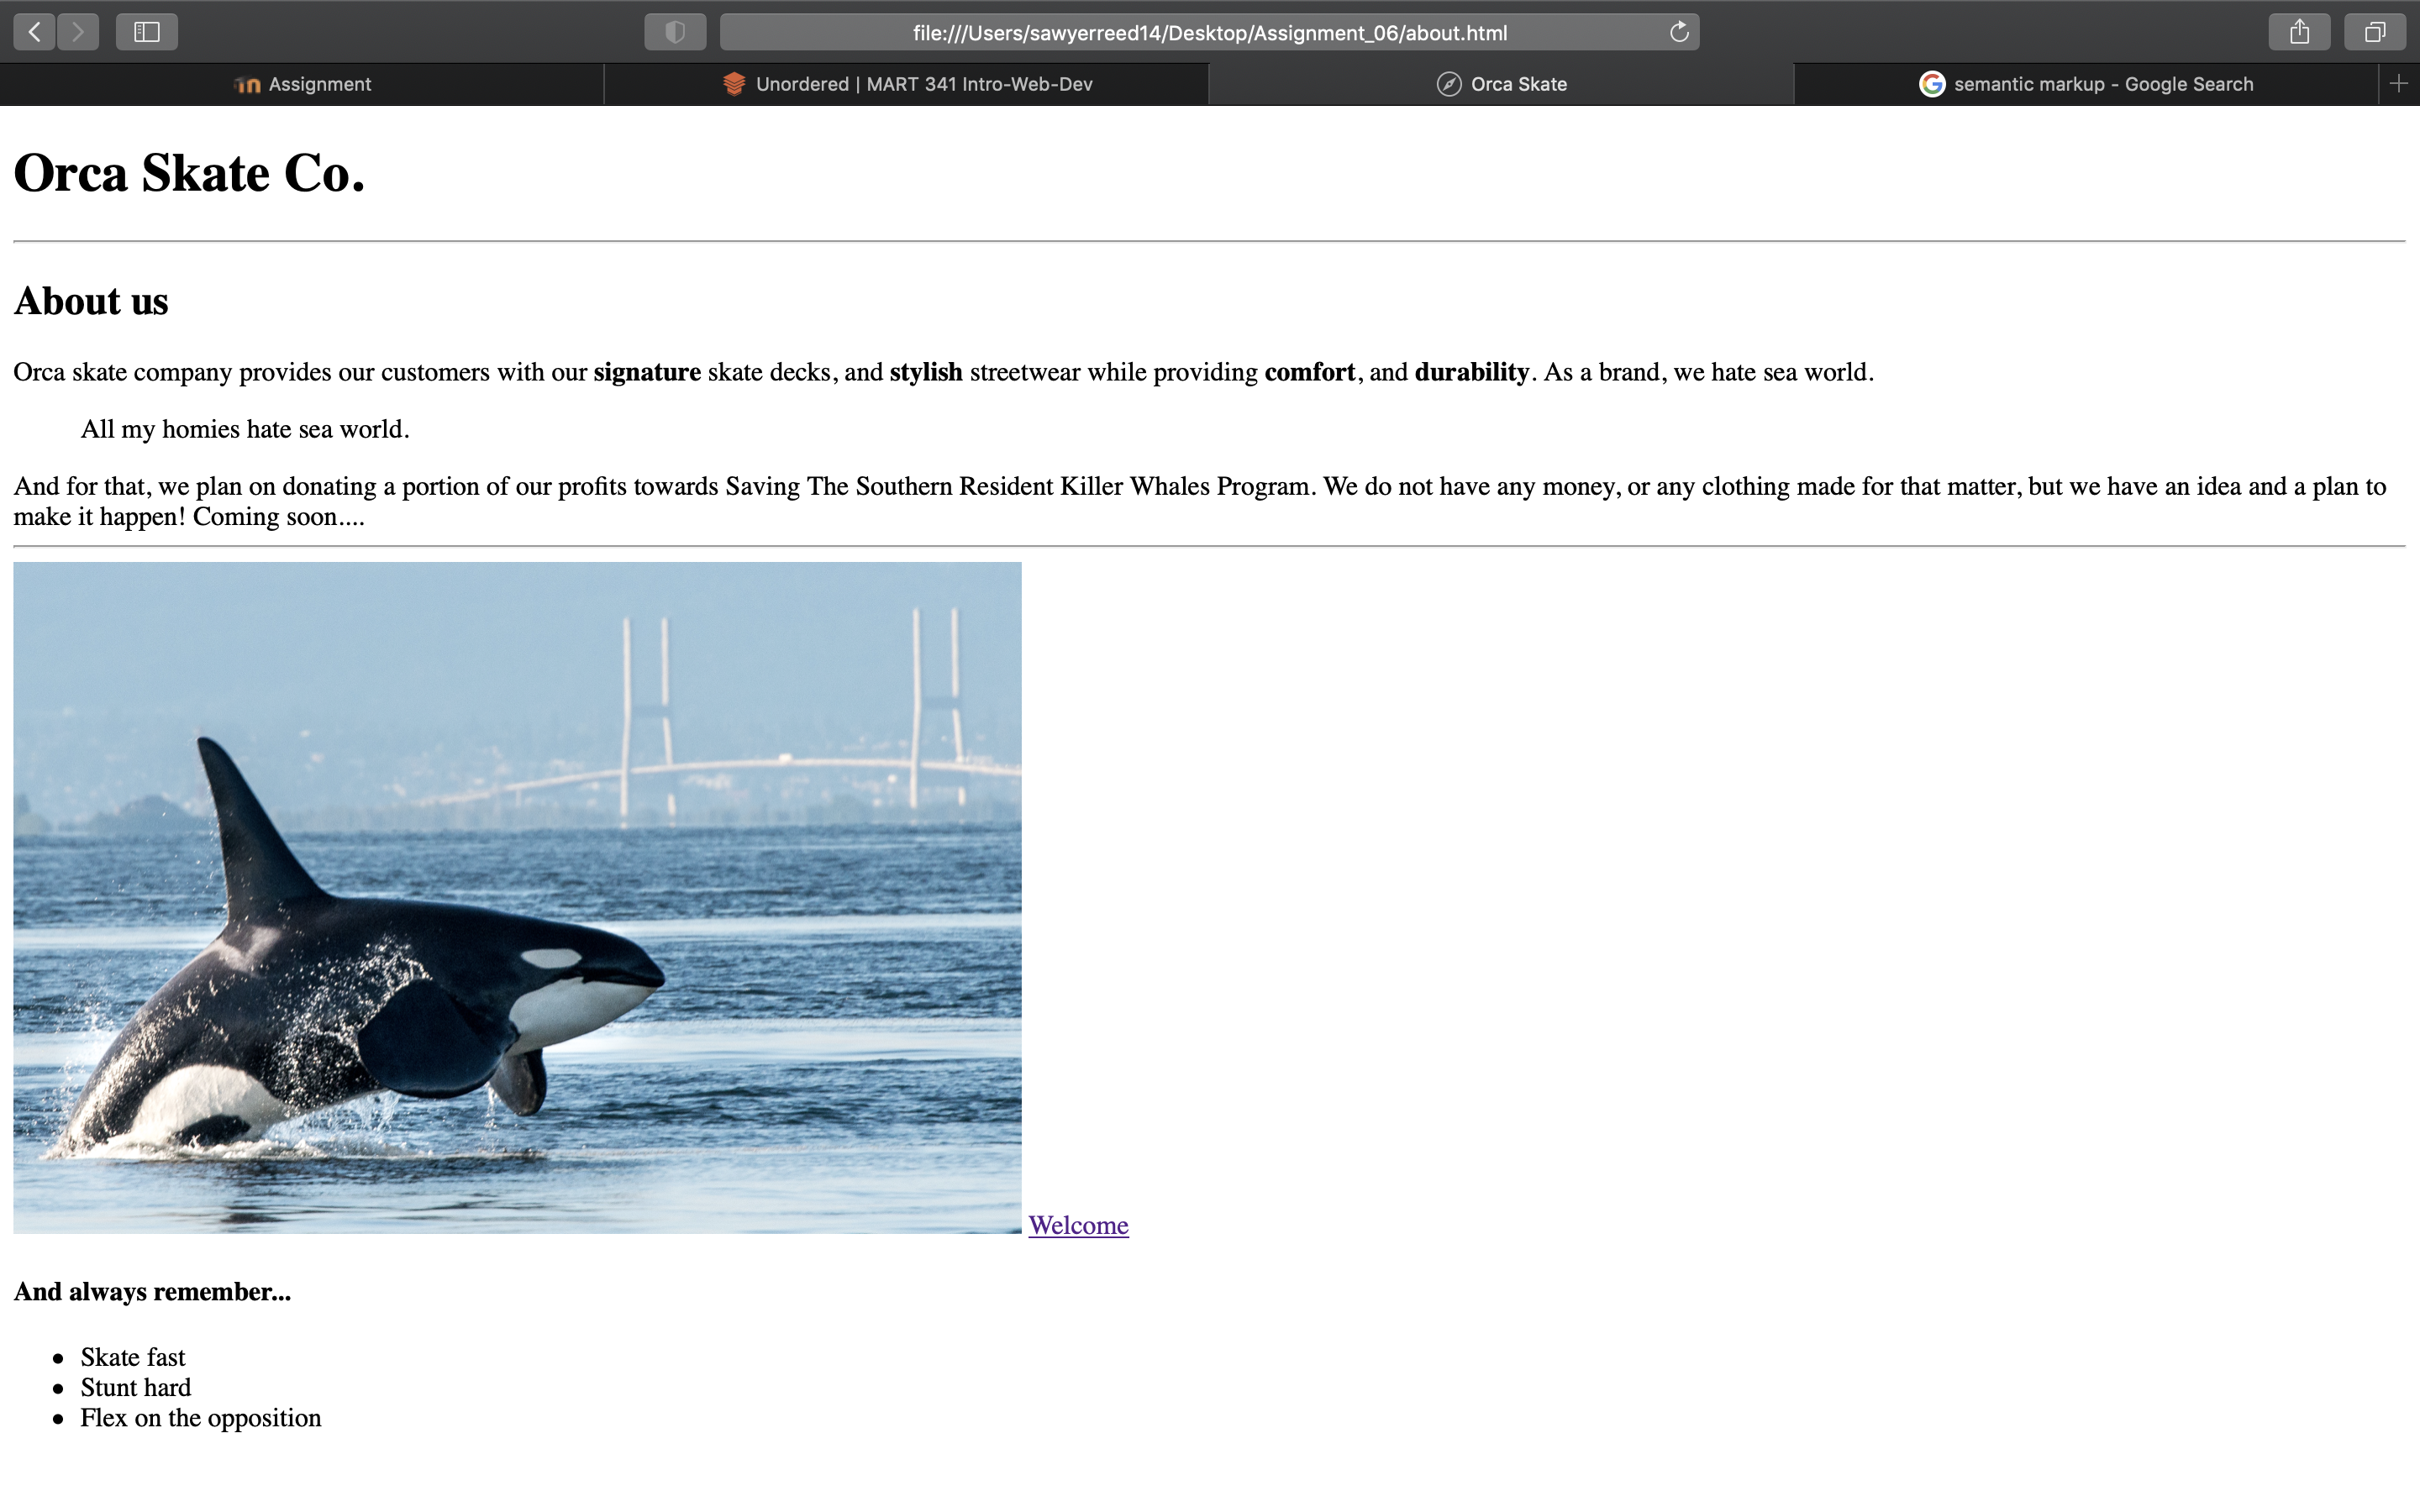 file:///Users/sawyerreed14/Desktop/Assignment_06/about.html
Assignment
Unordered | MART 341 Intro-Web-Dev
Orca Skate
semantic markup - Google Search
Orca Skate Co.
About us
Orca skate company provides our customers with our signature skate decks, and stylish streetwear while providing comfort, and durability. As a brand, we hate sea world.
All my homies hate sea world.
And for that, we plan on donating a portion of our profits towards Saving The Southern Resident Killer Whales Program. We do not have any money, or any clothing made for that matter, but we have an idea and a plan to
make it happen! Coming soon....
Welcome
And always remember...
• Skate fast
• Stunt hard
• Flex on the opposition